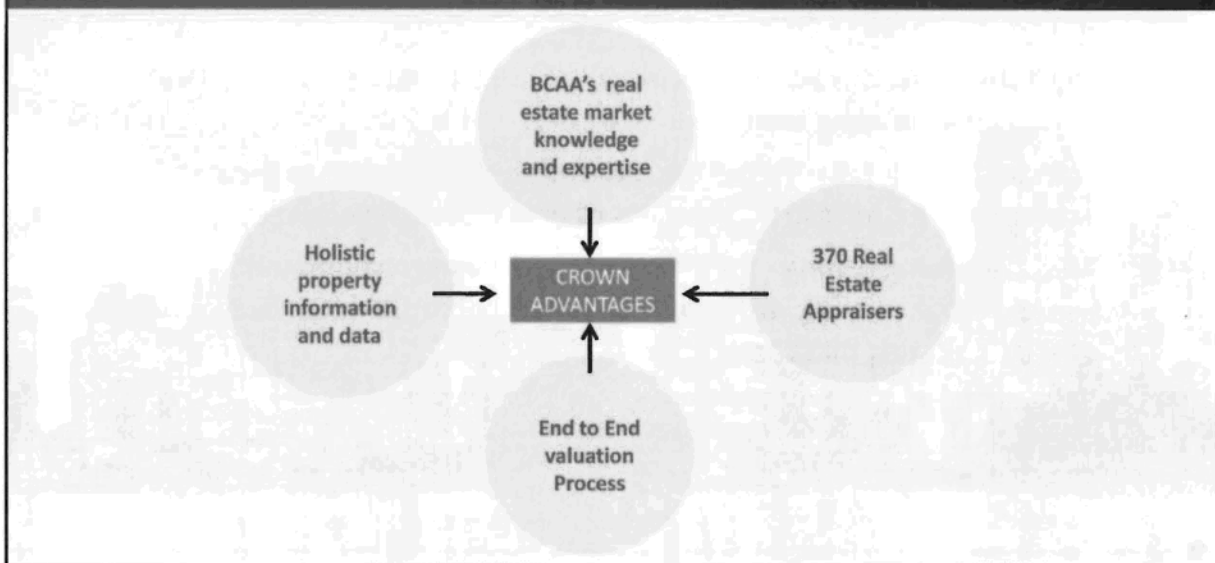 BCAA's real
estate market
knowledge
and expertise
Holistic
property
information
and data
CROWN
ADVANTAGES
370 Real
Estate
Appraisers
End to End
valuation
Process